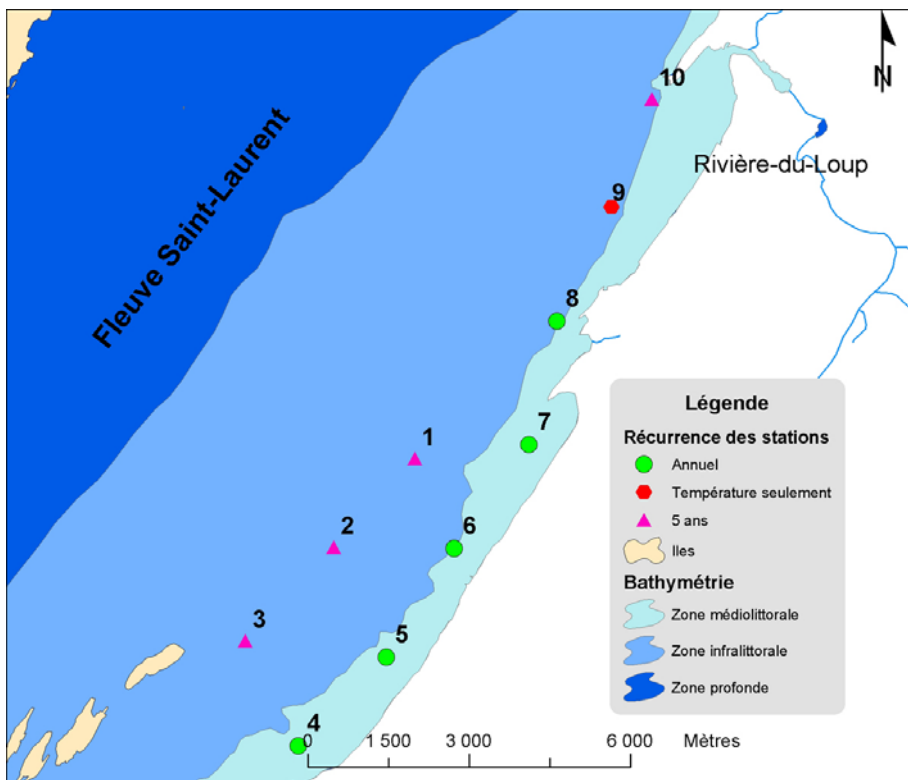 10
N
Rivière-du-Loup
Fleuve Saint-Laurent
9
8
7
1
2
6
3
5
4
Légende
Récurrence des stations
Annuel
Température seulement
5 ans
Iles
Bathymétrie
Zone médiolittorale
Zone infralittorale
Zone profonde
0 1 500 3 000 6 000 Mètres